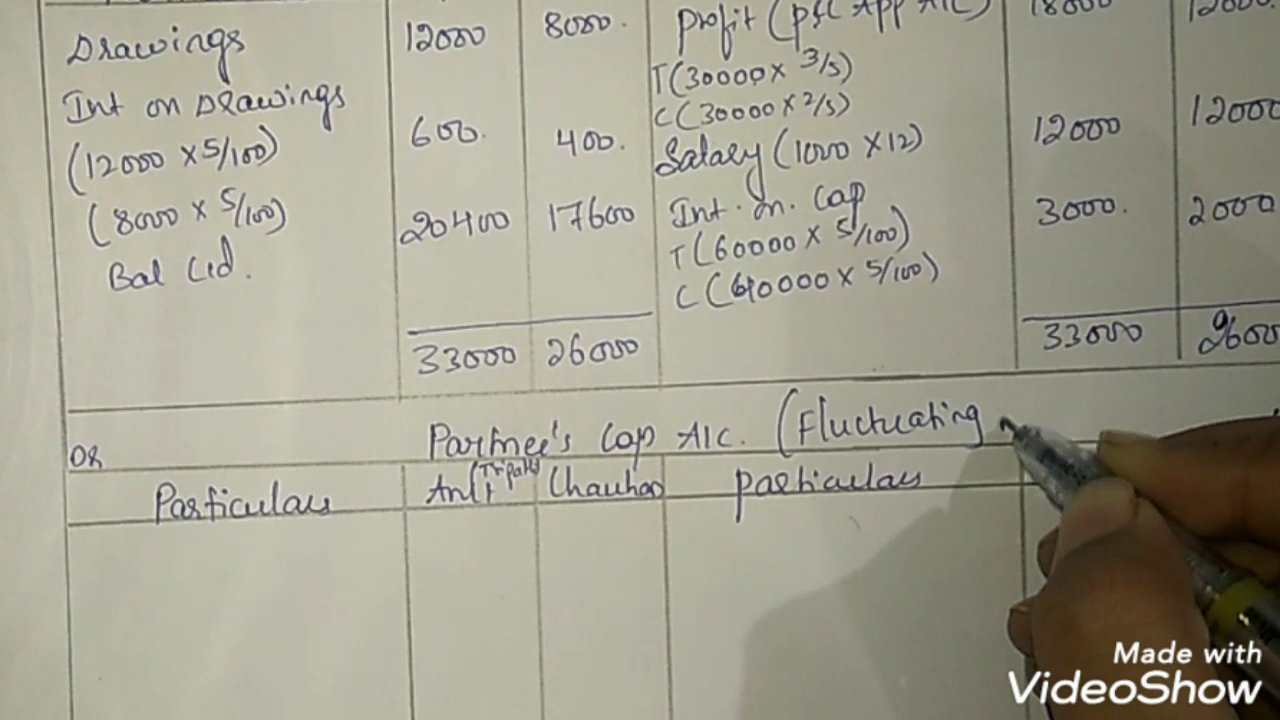 Drawings 12000 8000 Profit (P&L App A/C) 18000 12000
T(30000 x 3/5)
Int on Drawings C(30000 x 2/5)
(12000 x 5/100) 600 400 Salary (1000 x 12) 12000 12000
(8000 x 5/100) 20400 17600 Int. on. Cap 3000 2000
T(60000 x 5/100)
Bal C/d. C(40000 x 5/100)
33000 26000 33000 26000
OR Partner's Cap A/C. (Fluctuating
Particulars Tripathi Chauhan Particulars
Made with
VideoShow